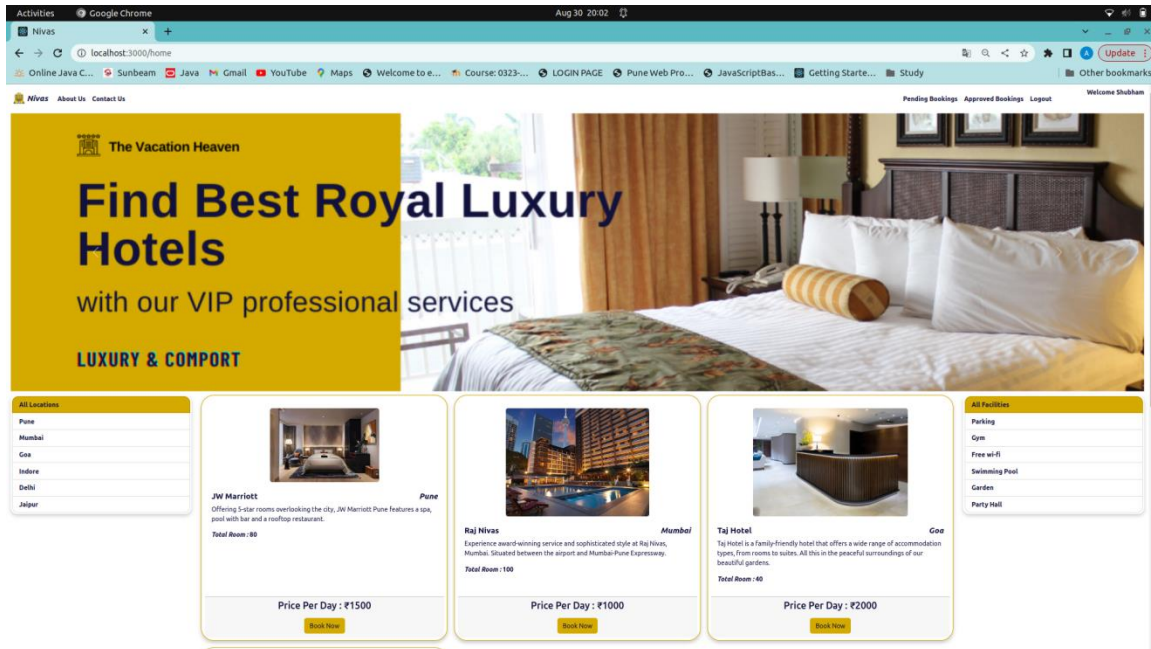 Activities Google Chrome Aug 30 20:02
Nivas
localhost:3000/home Update
Online Java C... Sunbeam Java Gmail YouTube Maps Welcome to e... Course: 0323-... LOGIN PAGE Pune Web Pro... JavaScriptBas... Getting Starte... Study Other bookmarks
Nivas About Us Contact Us Pending Bookings Approved Bookings Logout Welcome Shubham
The Vacation Heaven
Find Best Royal Luxury
Hotels
with our VIP professional services
LUXURY & COMPORT
All Locations
Pune
Mumbai
Goa
Indore
Delhi
Jaipur
JW Marriott Pune
Offering 5-star rooms overlooking the city, JW Marriott Pune features a spa,
pool with bar and a rooftop restaurant.
Total Room : 80
Price Per Day : ₹1500
Book Now
Raj Nivas Mumbai
Experience award-winning service and sophisticated style at Raj Nivas,
Mumbai. Situated between the airport and Mumbai-Pune Expressway.
Total Room : 100
Price Per Day : ₹1000
Book Now
Taj Hotel Goa
Taj Hotel is a family-friendly hotel that offers a wide range of accommodation
types, from rooms to suites. All this in the peaceful surroundings of our
beautiful gardens.
Total Room : 40
Price Per Day : ₹2000
Book Now
All Facilities
Parking
Gym
Free wi-fi
Swimming Pool
Garden
Party Hall